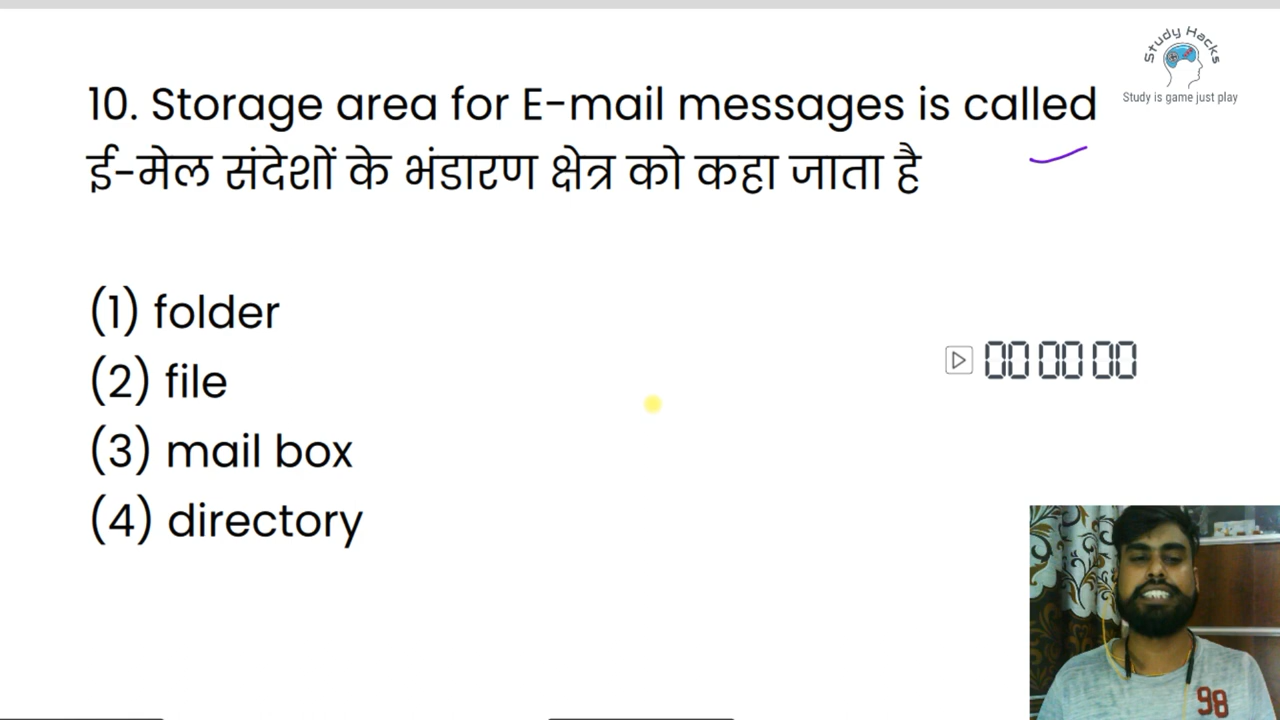 Study Hacks
Study is game just play
10. Storage area for E-mail messages is called
ई-मेल संदेशों के भंडारण क्षेत्र को कहा जाता है
(1) folder
(2) file
(3) mail box
(4) directory
00 00 00
98